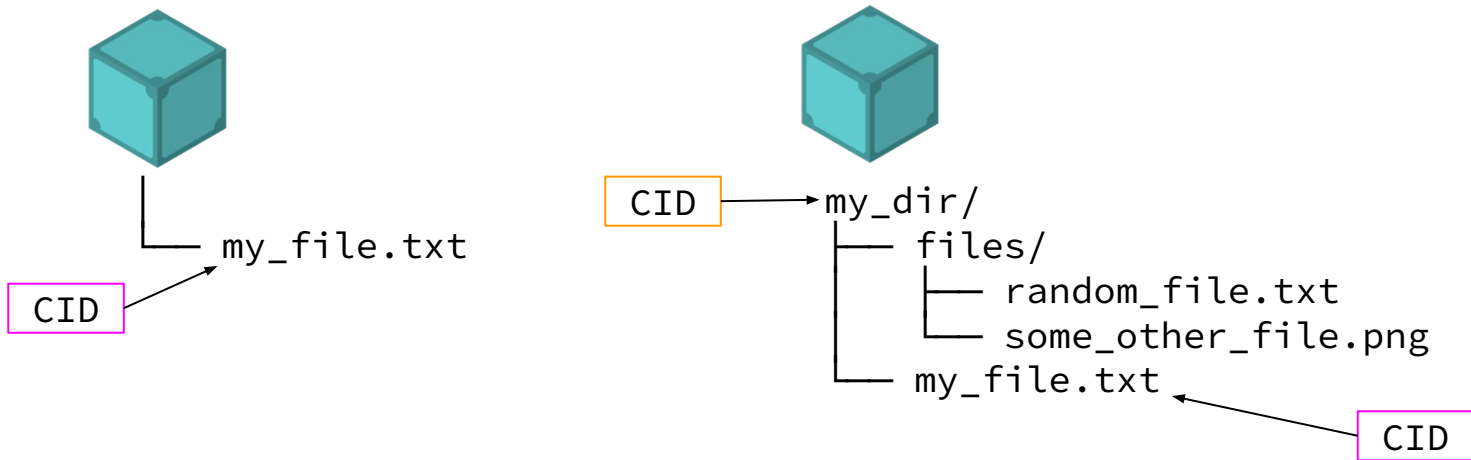 my_file.txt
CID
CID
my_dir/
files/
random_file.txt
some_other_file.png
my_file.txt
CID